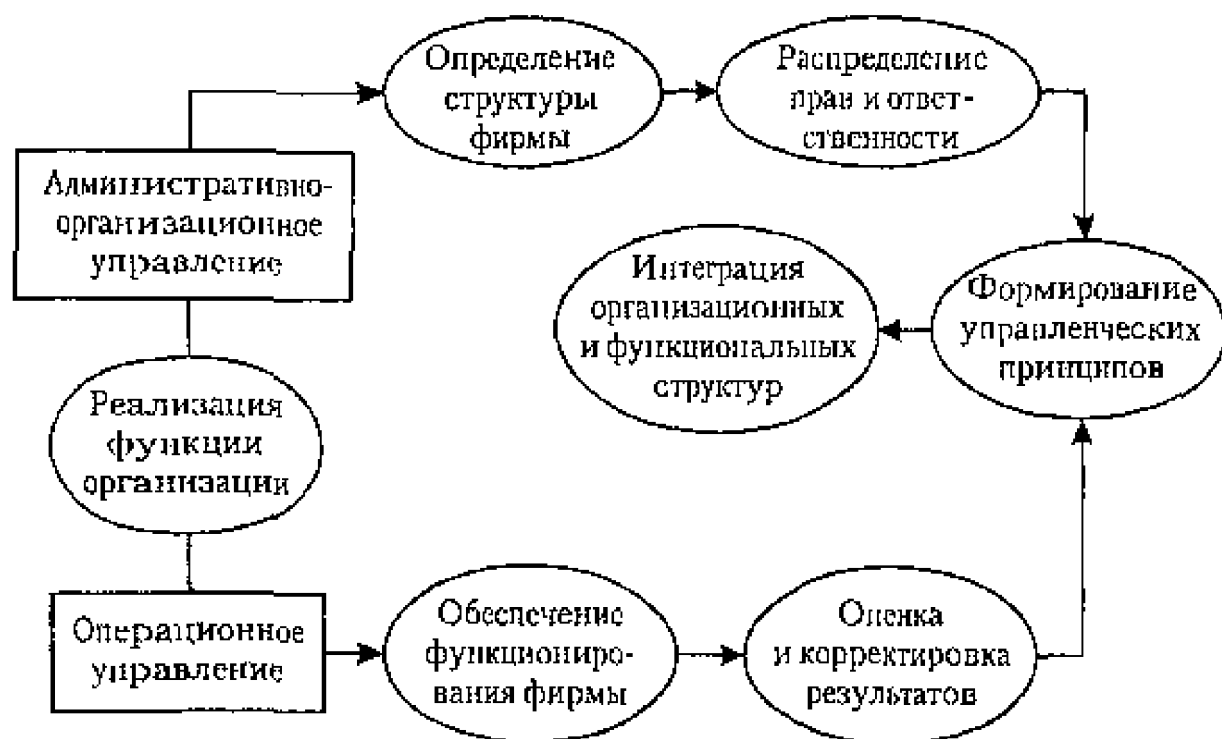 Определение
структуры
фирмы
Распределение
прав и ответ-
ственности
Административно-
организационное
управление
Интеграция
организационных
и функциональных
структур
Формирование
управленческих
принципов
Реализация
функции
организации
Операционное
управление
Обеспечение
функциониро-
вания фирмы
Оценка
и корректировка
результатов